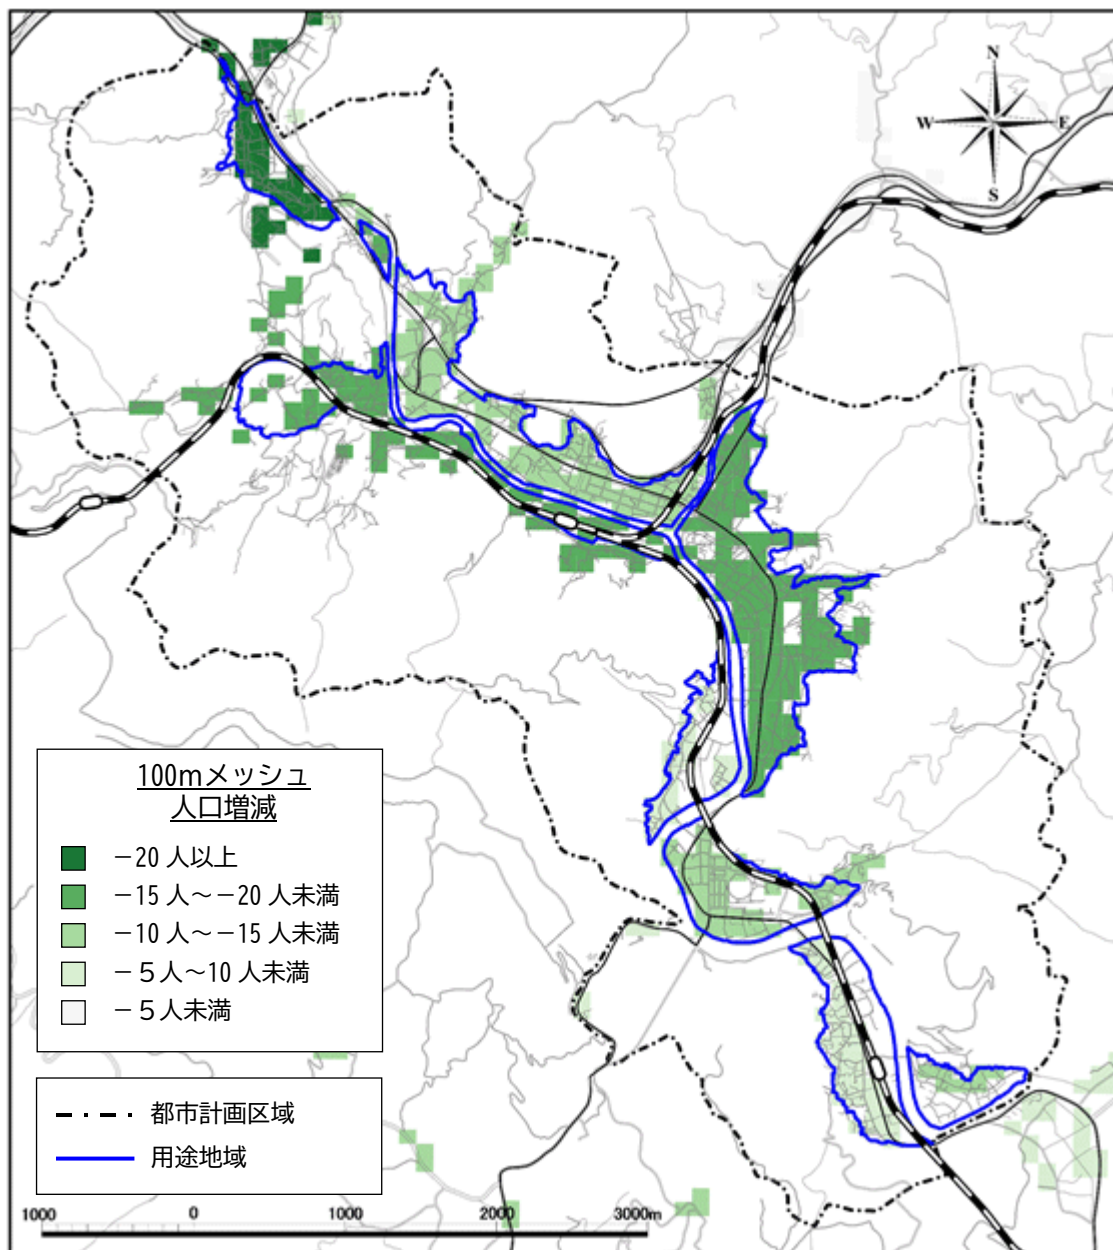 N
W E
S
100mメッシュ
人口増減
－20 人以上
－15 人～－20 人未満
－10 人～－15 人未満
－５人～10 人未満
－５人未満
都市計画区域
用途地域
1000 0 1000 2000 3000m